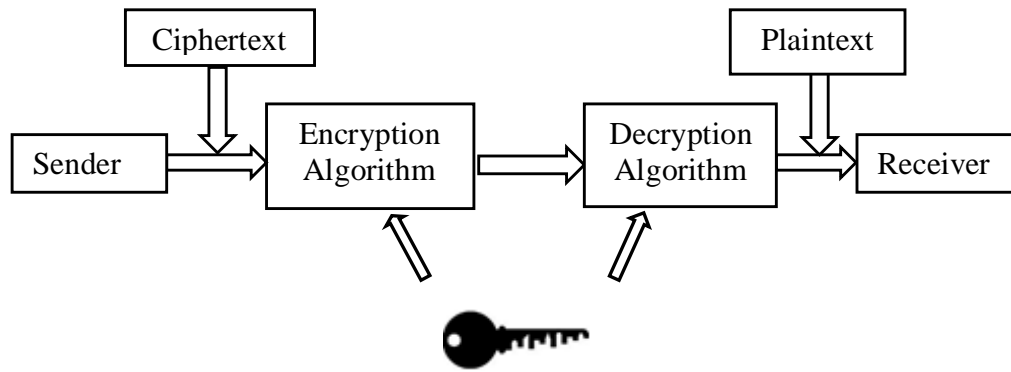 Ciphertext
Plaintext
Sender
Encryption
Algorithm
Decryption
Algorithm
Receiver